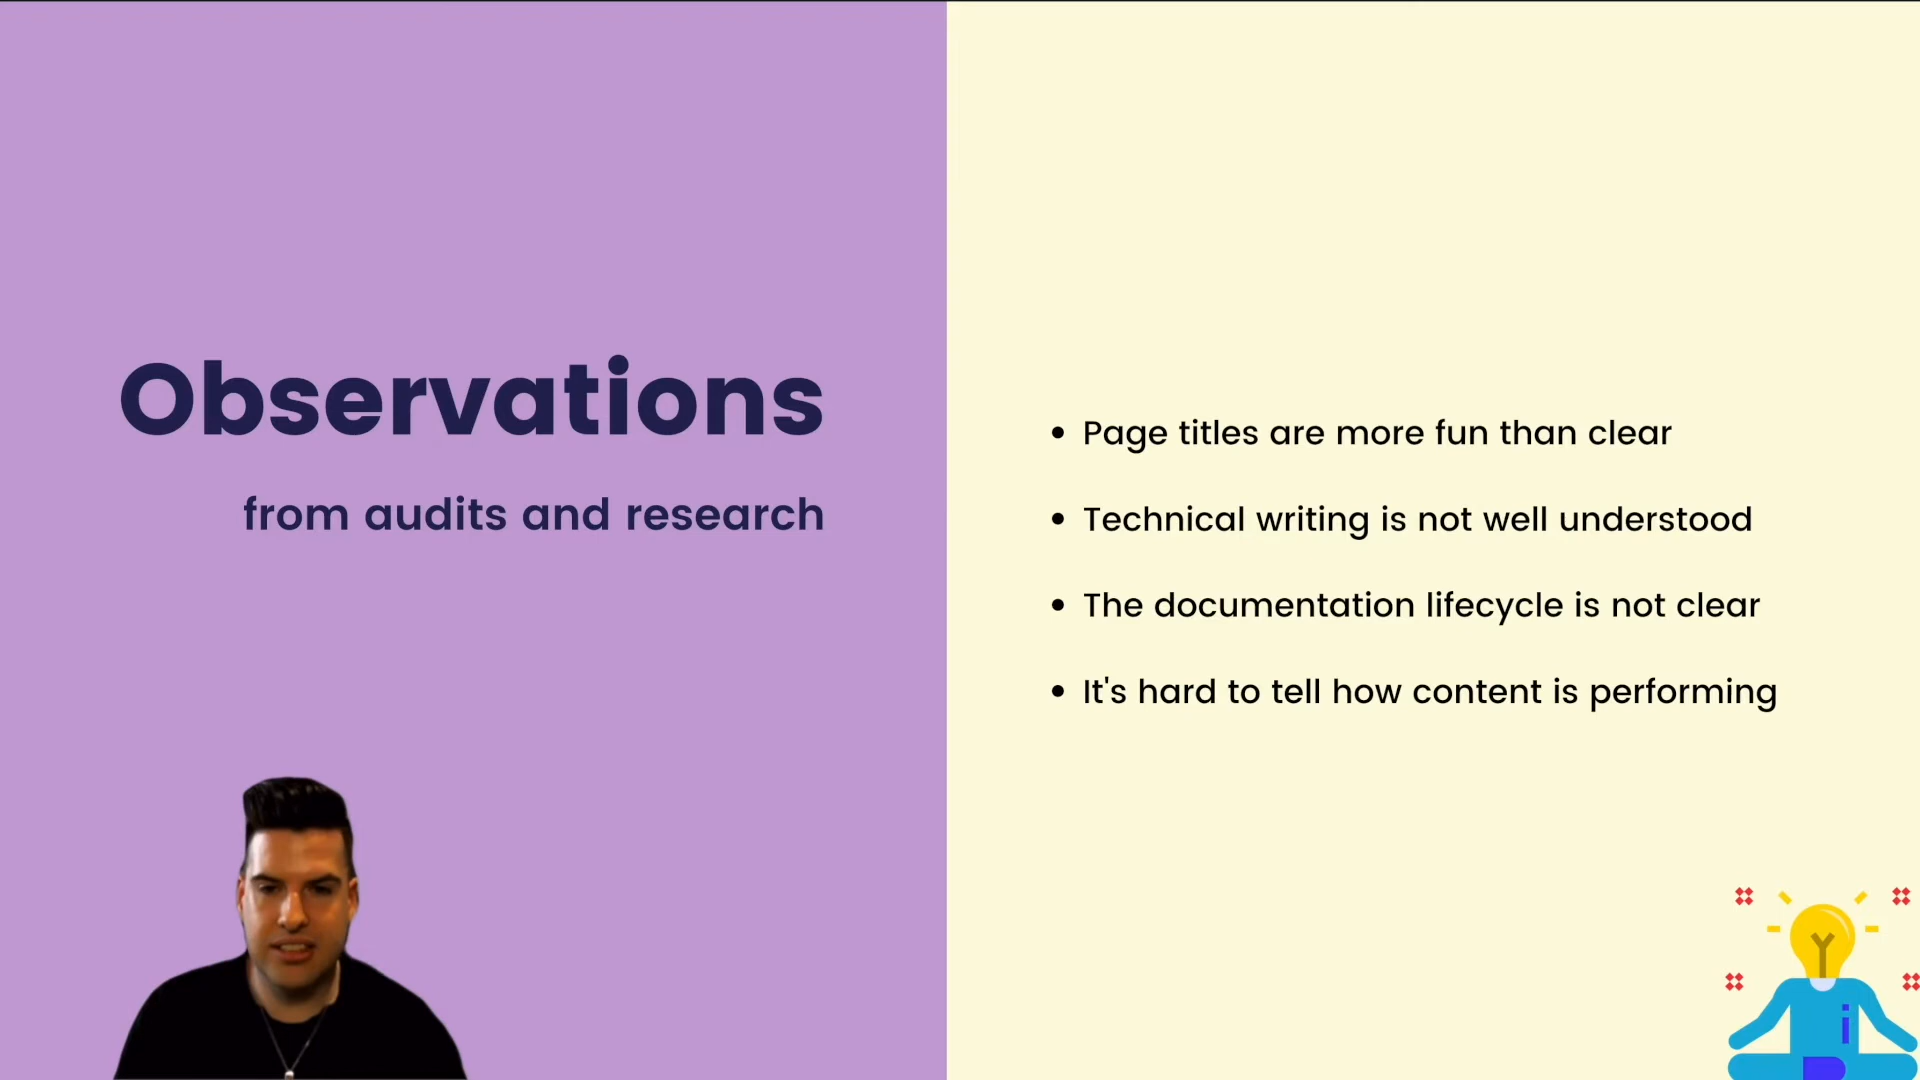 Observations
from audits and research
• Page titles are more fun than clear
• Technical writing is not well understood
• The documentation lifecycle is not clear
• It's hard to tell how content is performing
i